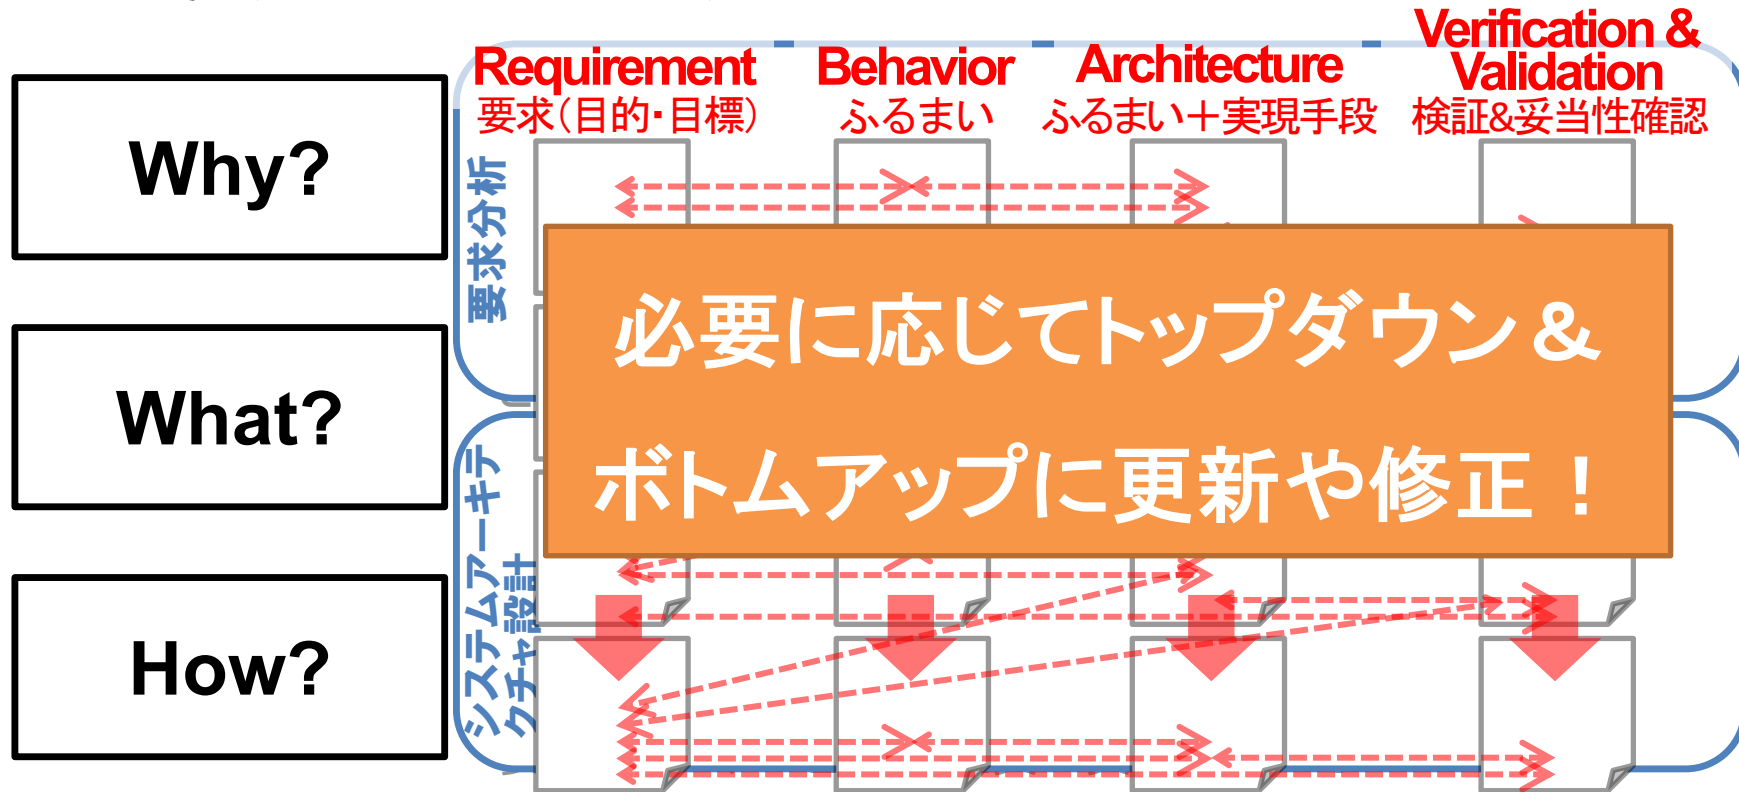 Requirement
要求(目的・目標)
Behavior
ふるまい
Architecture
ふるまい＋実現手段
Verification &
Validation
検証&妥当性確認
Why?
What?
How?
要求分析
システムアーキテ
クチャ設計
必要に応じてトップダウン＆
ボトムアップに更新や修正！